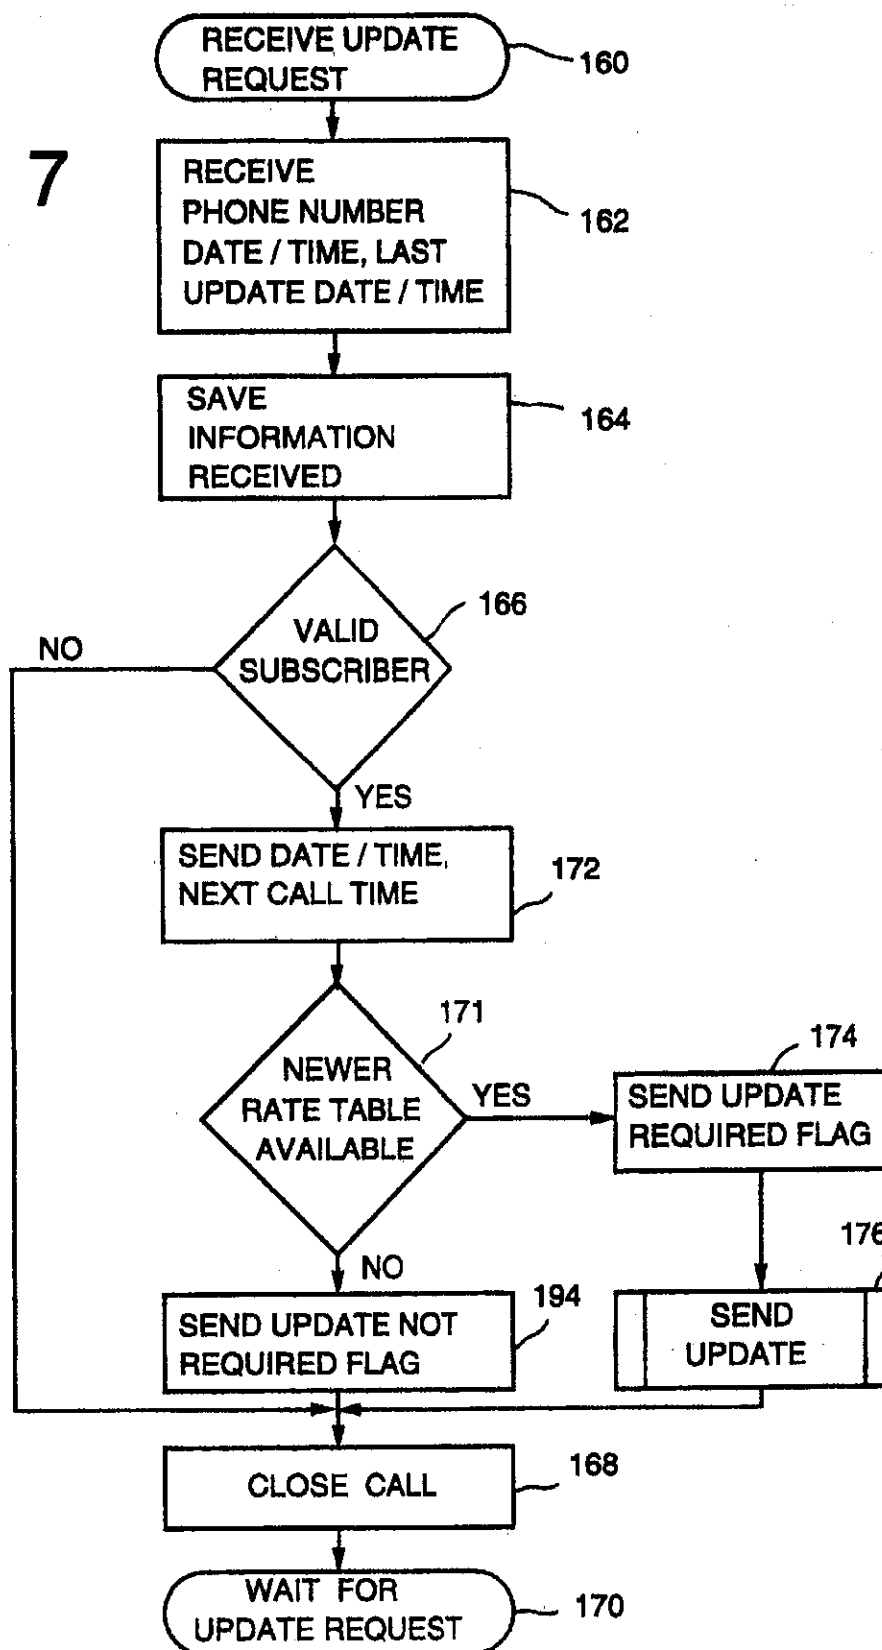 RECEIVE UPDATE
REQUEST
160
7
RECEIVE
PHONE NUMBER
DATE / TIME, LAST
UPDATE DATE / TIME
162
SAVE
INFORMATION
RECEIVED
164
VALID
SUBSCRIBER
166
NO
YES
SEND DATE / TIME,
NEXT CALL TIME
172
NEWER
RATE TABLE
AVAILABLE
171
YES
SEND UPDATE
REQUIRED FLAG
174
NO
SEND UPDATE NOT
REQUIRED FLAG
194
SEND
UPDATE
176
CLOSE CALL
168
WAIT FOR
UPDATE REQUEST
170